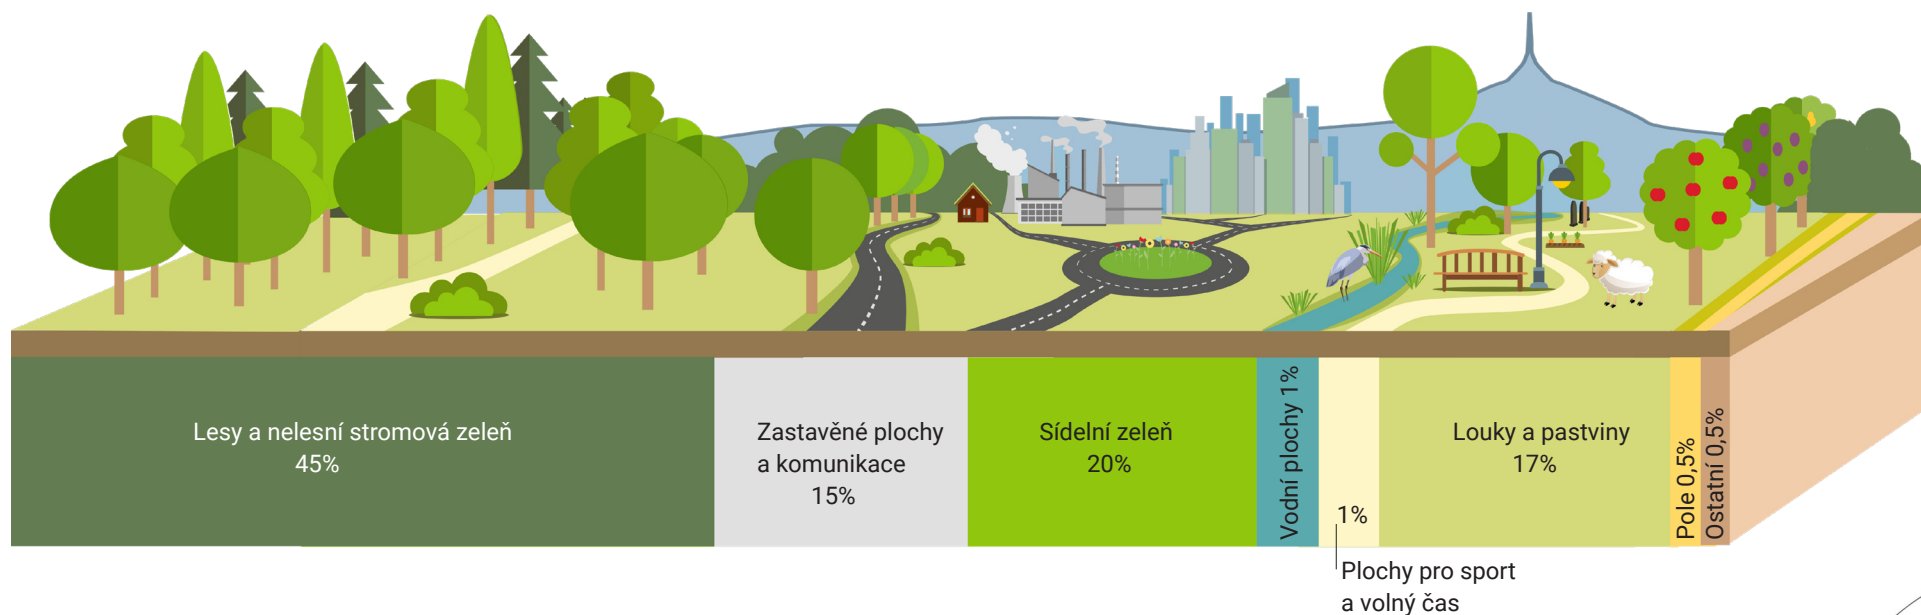 Lesy a nelesní stromová zeleň
45%
Zastavěné plochy
a komunikace
15%
Sídelní zeleň
20%
Vodní plochy 1%
1%
Plochy pro sport
a volný čas
Louky a pastviny
17%
Pole 0,5%
Ostatní 0,5%